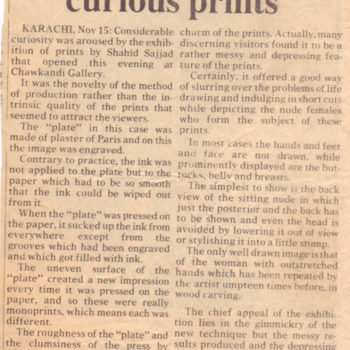 curious prints
KARACHI, Nov 15: Considerable
curiosity was aroused by the exhib-
ition of prints by Shahid Sajjad
that opened this evening at
Chawkandi Gallery.
It was the novelty of the method
of production rather than the in-
trinsic quality of the prints that
seemed to attract the viewers.
The "plate" in this case was
made of plaster of Paris and on this
the image was engraved.
Contrary to practice, the ink was
not applied to the plate but to the
paper which had to be so smooth
that the ink could be wiped out
from it.
When the "plate" was pressed on
the paper, it sucked up the ink from
everywhere except from the
grooves which had been engraved
and which got filled with ink.
The uneven surface of the
"plate" created a new impression
every time it was pressed on the
paper, and so these were really
monoprints, which means each was
different.
The roughness of the "plate" and
the clumsiness of the press by
charm of the prints. Actually, many
discerning visitors found it to be a
rather messy and depressing fea-
ture of the prints.
Certainly, it offered a good way
of slurring over the problems of life
drawing and indulging in short cuts
while depicting the nude females
who form the subject of these
prints.
In most cases the hands and feet
and face are not drawn, while
prominently displayed are the but-
tocks, belly and breasts.
The simplest to show is the back
view of the sitting nude in which
just the posterior and the back has
to be shown and even the head is
avoided by lowering it out of view
or stylishing it into a little stump.
The only well drawn image is that
of the woman with outstretched
hands which has been repeated by
the artist umpteen times before, in
wood carving.
The chief appeal of the exhibi-
tion lies in the gimmickry of the
new technique but the messy re-
sults produced and the depressing